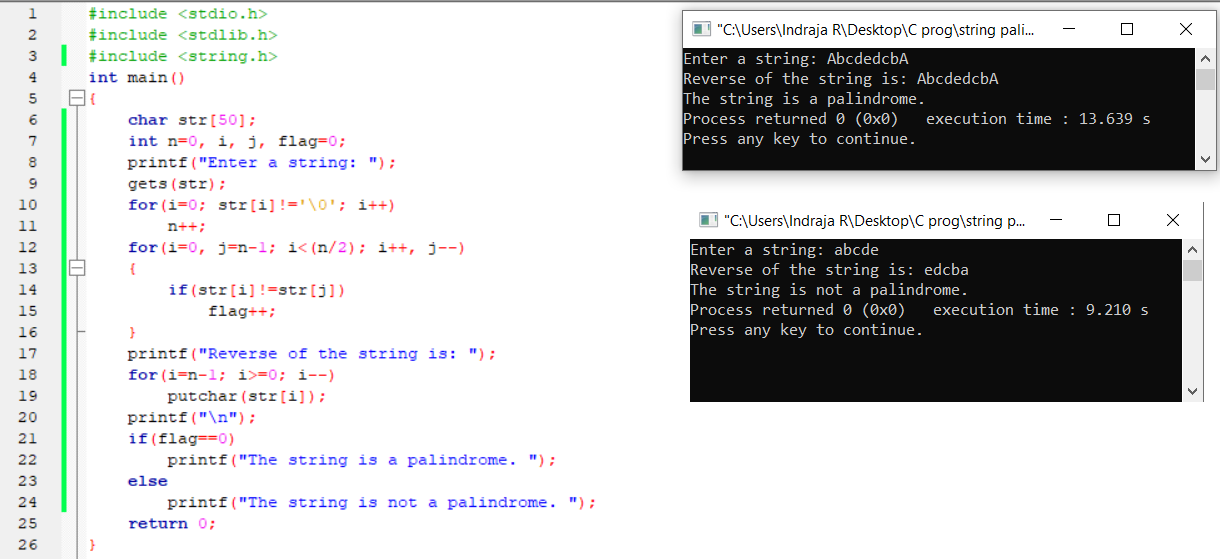 1 #include <stdio.h>
2 #include <stdlib.h>
3 #include <string.h>
4 int main()
5 {
6 char str[50];
7 int n=0, i, j, flag=0;
8 printf("Enter a string: ");
9 gets(str);
10 for(i=0; str[i]!='\0'; i++)
11 n++;
12 for(i=0, j=n-1; i<(n/2); i++, j--)
13 {
14 if(str[i]!=str[j])
15 flag++;
16 }
17 printf("Reverse of the string is: ");
18 for(i=n-1; i>=0; i--)
19 putchar(str[i]);
20 printf("\n");
21 if(flag==0)
22 printf("The string is a palindrome. ");
23 else
24 printf("The string is not a palindrome. ");
25 return 0;
26 }
"C:\Users\Indraja R\Desktop\C prog\string pali...
Enter a string: AbcdedcbA
Reverse of the string is: AbcdedcbA
The string is a palindrome.
Process returned 0 (0x0)   execution time : 13.639 s
Press any key to continue.
"C:\Users\Indraja R\Desktop\C prog\string p...
Enter a string: abcde
Reverse of the string is: edcba
The string is not a palindrome.
Process returned 0 (0x0)   execution time : 9.210 s
Press any key to continue.